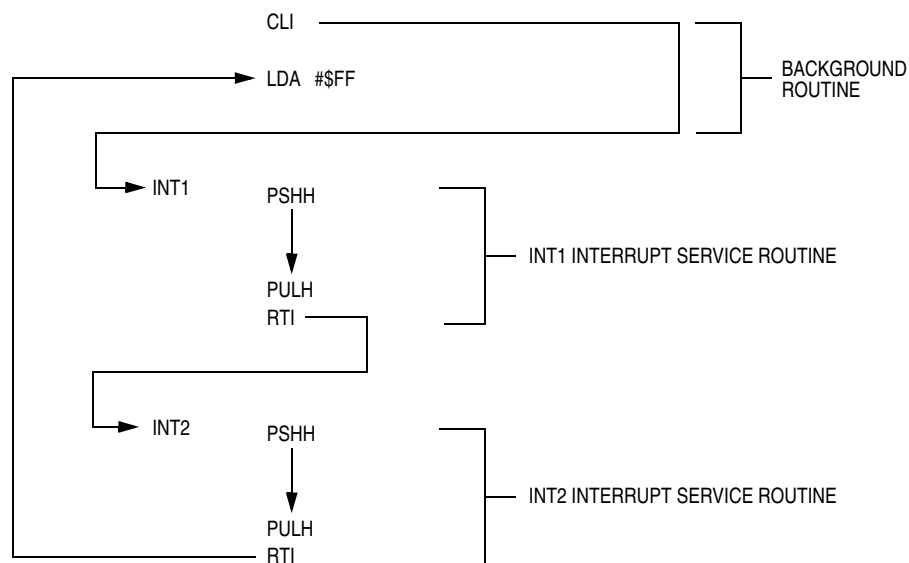 CLI
LDA #$FF
BACKGROUND
ROUTINE
INT1
PSHH
INT1 INTERRUPT SERVICE ROUTINE
PULH
RTI
INT2
PSHH
INT2 INTERRUPT SERVICE ROUTINE
PULH
RTI